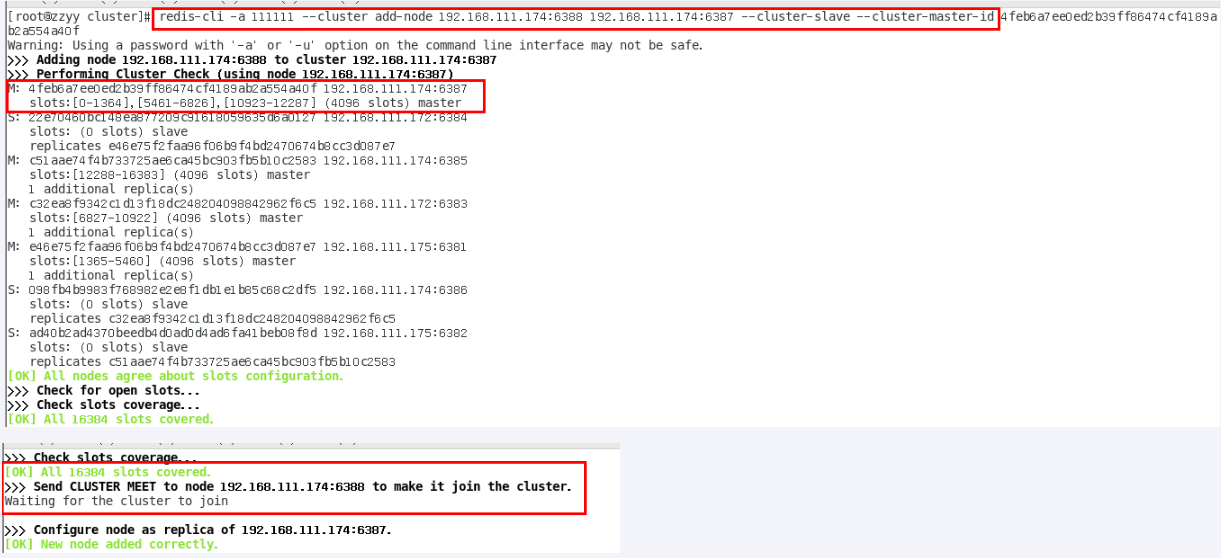 [root@zzyy cluster]# redis-cli -a 111111 --cluster add-node 192.168.111.174:6388 192.168.111.174:6387 --cluster-slave --cluster-master-id 4feb6a7ee0ed2b39ff86474cf4189a
b2a554a40f
Warning: Using a password with '-a' or '-u' option on the command line interface may not be safe.
>>> Adding node 192.168.111.174:6388 to cluster 192.168.111.174:6387
>>> Performing Cluster Check (using node 192.168.111.174:6387)
M: 4feb6a7ee0ed2b39ff86474cf4189ab2a554a40f 192.168.111.174:6387
slots:[0-1364],[5461-6826],[10923-12287] (4096 slots) master
S: 22e70460bc148ea877209c91618059635d6a0127 192.168.111.172:6384
slots: (0 slots) slave
replicates e46e75f2faa96f06b9f4bd2470674b8cc3d087e7
M: c51aae74f4b733725ae6ca45bc903fb5b10c2583 192.168.111.174:6385
slots:[12288-16383] (4096 slots) master
1 additional replica(s)
M: c32ea8f9342c1d13f18dc248204098842962f6c5 192.168.111.172:6383
slots:[6827-10922] (4096 slots) master
1 additional replica(s)
M: e46e75f2faa96f06b9f4bd2470674b8cc3d087e7 192.168.111.175:6381
slots:[1365-5460] (4096 slots) master
1 additional replica(s)
S: 098fb4b9983f768982e2e8f1db1e1b85c68c2df5 192.168.111.174:6386
slots: (0 slots) slave
replicates c32ea8f9342c1d13f18dc248204098842962f6c5
S: ad40b2ad4370beedb4d0ad0d4ad6fa41beb08f8d 192.168.111.175:6382
slots: (0 slots) slave
replicates c51aae74f4b733725ae6ca45bc903fb5b10c2583
[OK] All nodes agree about slots configuration.
>>> Check for open slots...
>>> Check slots coverage...
[OK] All 16384 slots covered.
>>> Check slots coverage...
[OK] All 16384 slots covered.
>>> Send CLUSTER MEET to node 192.168.111.174:6388 to make it join the cluster.
Waiting for the cluster to join
>>> Configure node as replica of 192.168.111.174:6387.
[OK] New node added correctly.